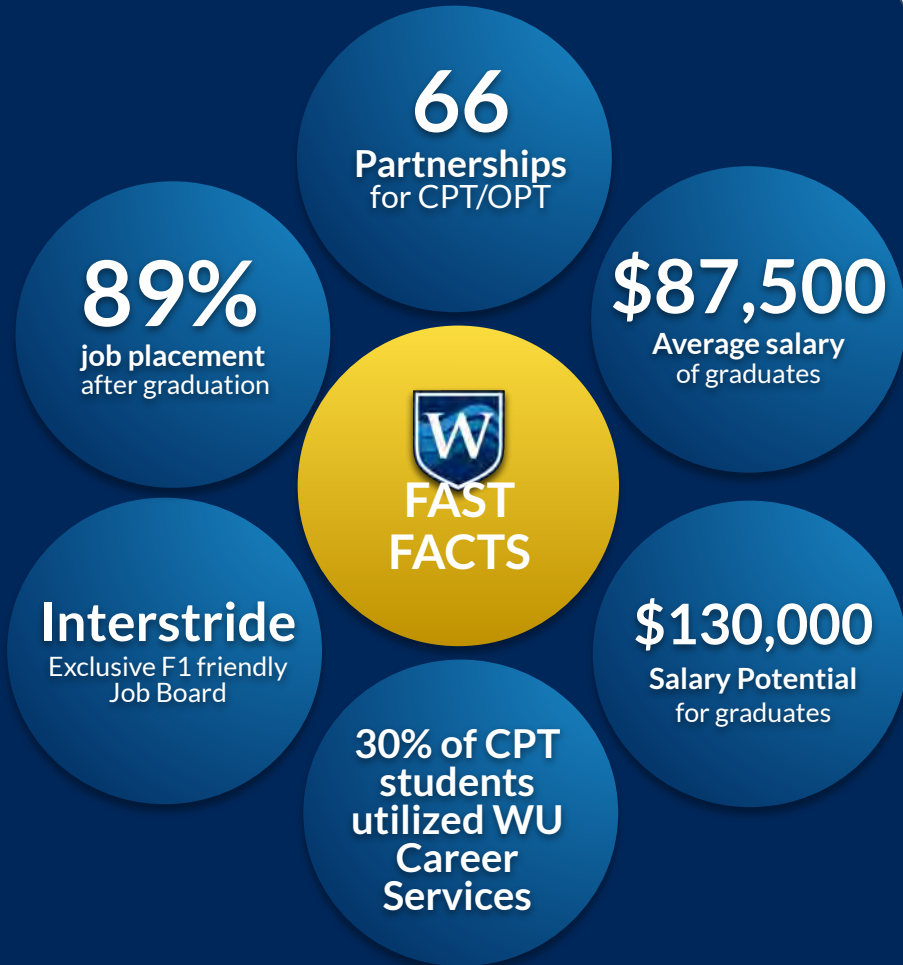 66
Partnerships
for CPT/OPT
89%
job placement
after graduation
$87,500
Average salary
of graduates
W
FAST
FACTS
Interstride
Exclusive F1 friendly
Job Board
$130,000
Salary Potential
for graduates
30% of CPT
students
utilized WU
Career
Services